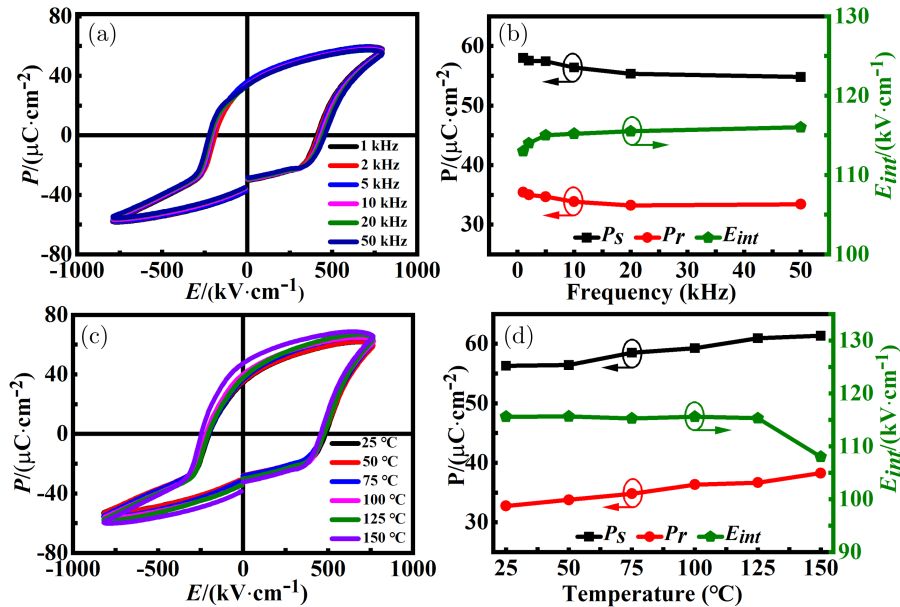 (a)
P/(μC·cm⁻²)
80
40
0
-40
-80
-1000 -500 0 500 1000
E/(kV·cm⁻¹)
1 kHz
2 kHz
5 kHz
10 kHz
20 kHz
50 kHz
(b)
P/(μC·cm⁻²)
60
50
40
30
0 10 20 30 40 50
Frequency (kHz)
130
125
120
115
110
105
100
E_int/(kV·cm⁻¹)
Ps Pr E_int
(c)
P/(μC·cm⁻²)
80
40
0
-40
-80
-1000 -500 0 500 1000
E/(kV·cm⁻¹)
25 ℃
50 ℃
75 ℃
100 ℃
125 ℃
150 ℃
(d)
P/(μC·cm⁻²)
60
50
40
30
25 50 75 100 125 150
Temperature (℃)
130
120
110
100
90
E_int/(kV·cm⁻¹)
Ps Pr E_int